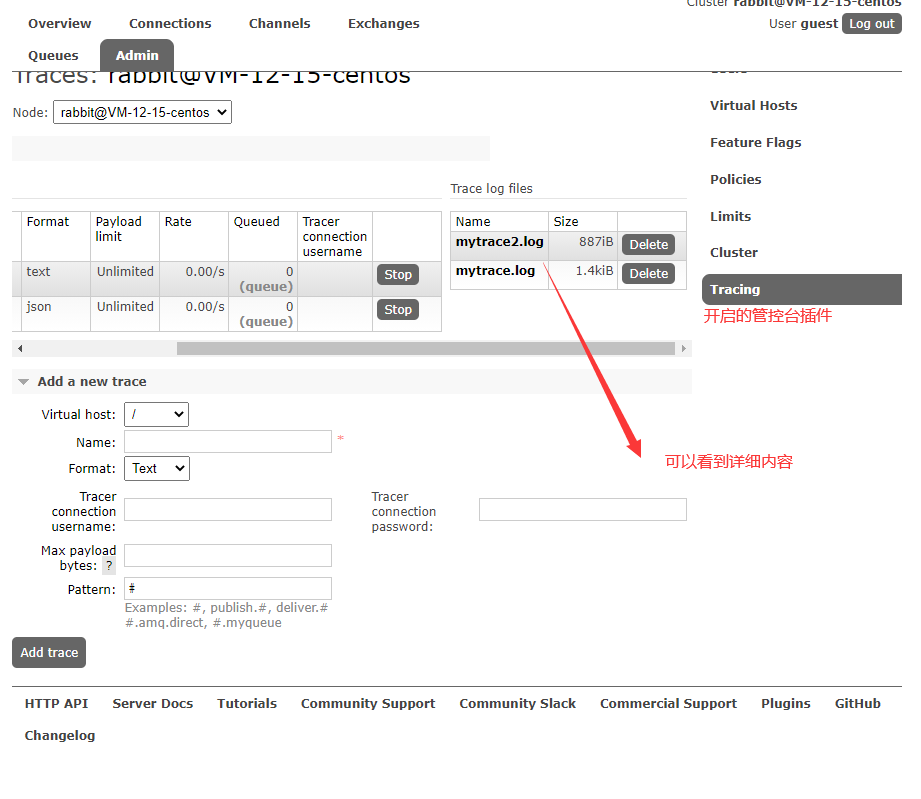 Cluster rabbit@VM-12-15-centos
Overview Connections Channels Exchanges
User guest Log out
Queues Admin
Traces: rabbit@VM-12-15-centos
Users
Node: rabbit@VM-12-15-centos
Virtual Hosts
Feature Flags
Policies
Limits
Cluster
Tracing
开启的管控台插件
Trace log files
Format Payload limit Rate Queued Tracer connection username
text Unlimited 0.00/s 0 (queue) Stop
json Unlimited 0.00/s 0 (queue) Stop
Name Size
mytrace2.log 887iB Delete
mytrace.log 1.4kiB Delete
可以看到详细内容
Add a new trace
Virtual host: /
Name: *
Format: Text
Tracer connection username:
Tracer connection password:
Max payload bytes: ?
Pattern: #
Examples: #, publish.#, deliver.#
#.amq.direct, #.myqueue
Add trace
HTTP API Server Docs Tutorials Community Support Community Slack Commercial Support Plugins GitHub
Changelog